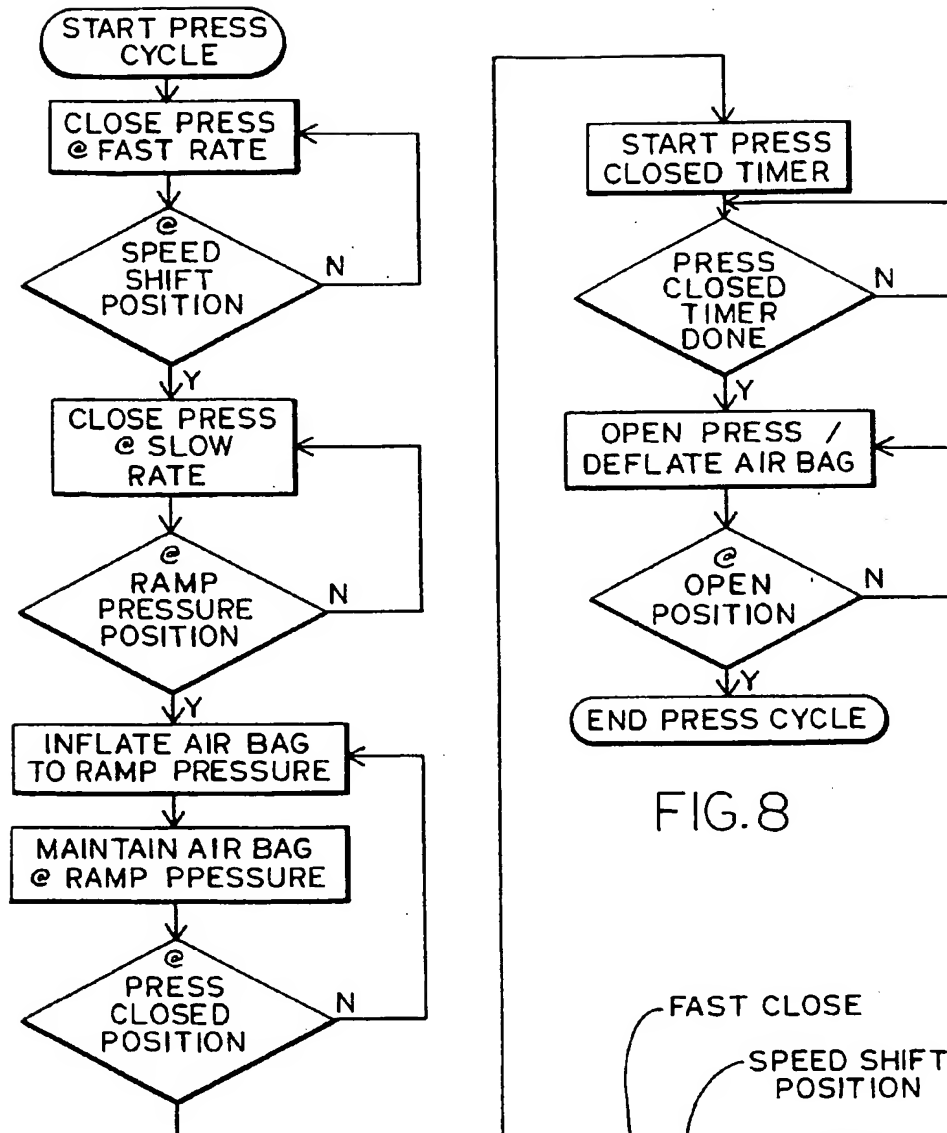 START PRESS
CYCLE
CLOSE PRESS
@ FAST RATE
@
SPEED
SHIFT
POSITION
N
Y
CLOSE PRESS
@ SLOW
RATE
@
RAMP
PRESSURE
POSITION
N
Y
INFLATE AIR BAG
TO RAMP PRESSURE
MAINTAIN AIR BAG
@ RAMP PPESSURE
@
PRESS
CLOSED
POSITION
N
START PRESS
CLOSED TIMER
PRESS
CLOSED
TIMER
DONE
N
Y
OPEN PRESS /
DEFLATE AIR BAG
@
OPEN
POSITION
N
Y
END PRESS CYCLE
FIG.8
FAST CLOSE
SPEED SHIFT
POSITION